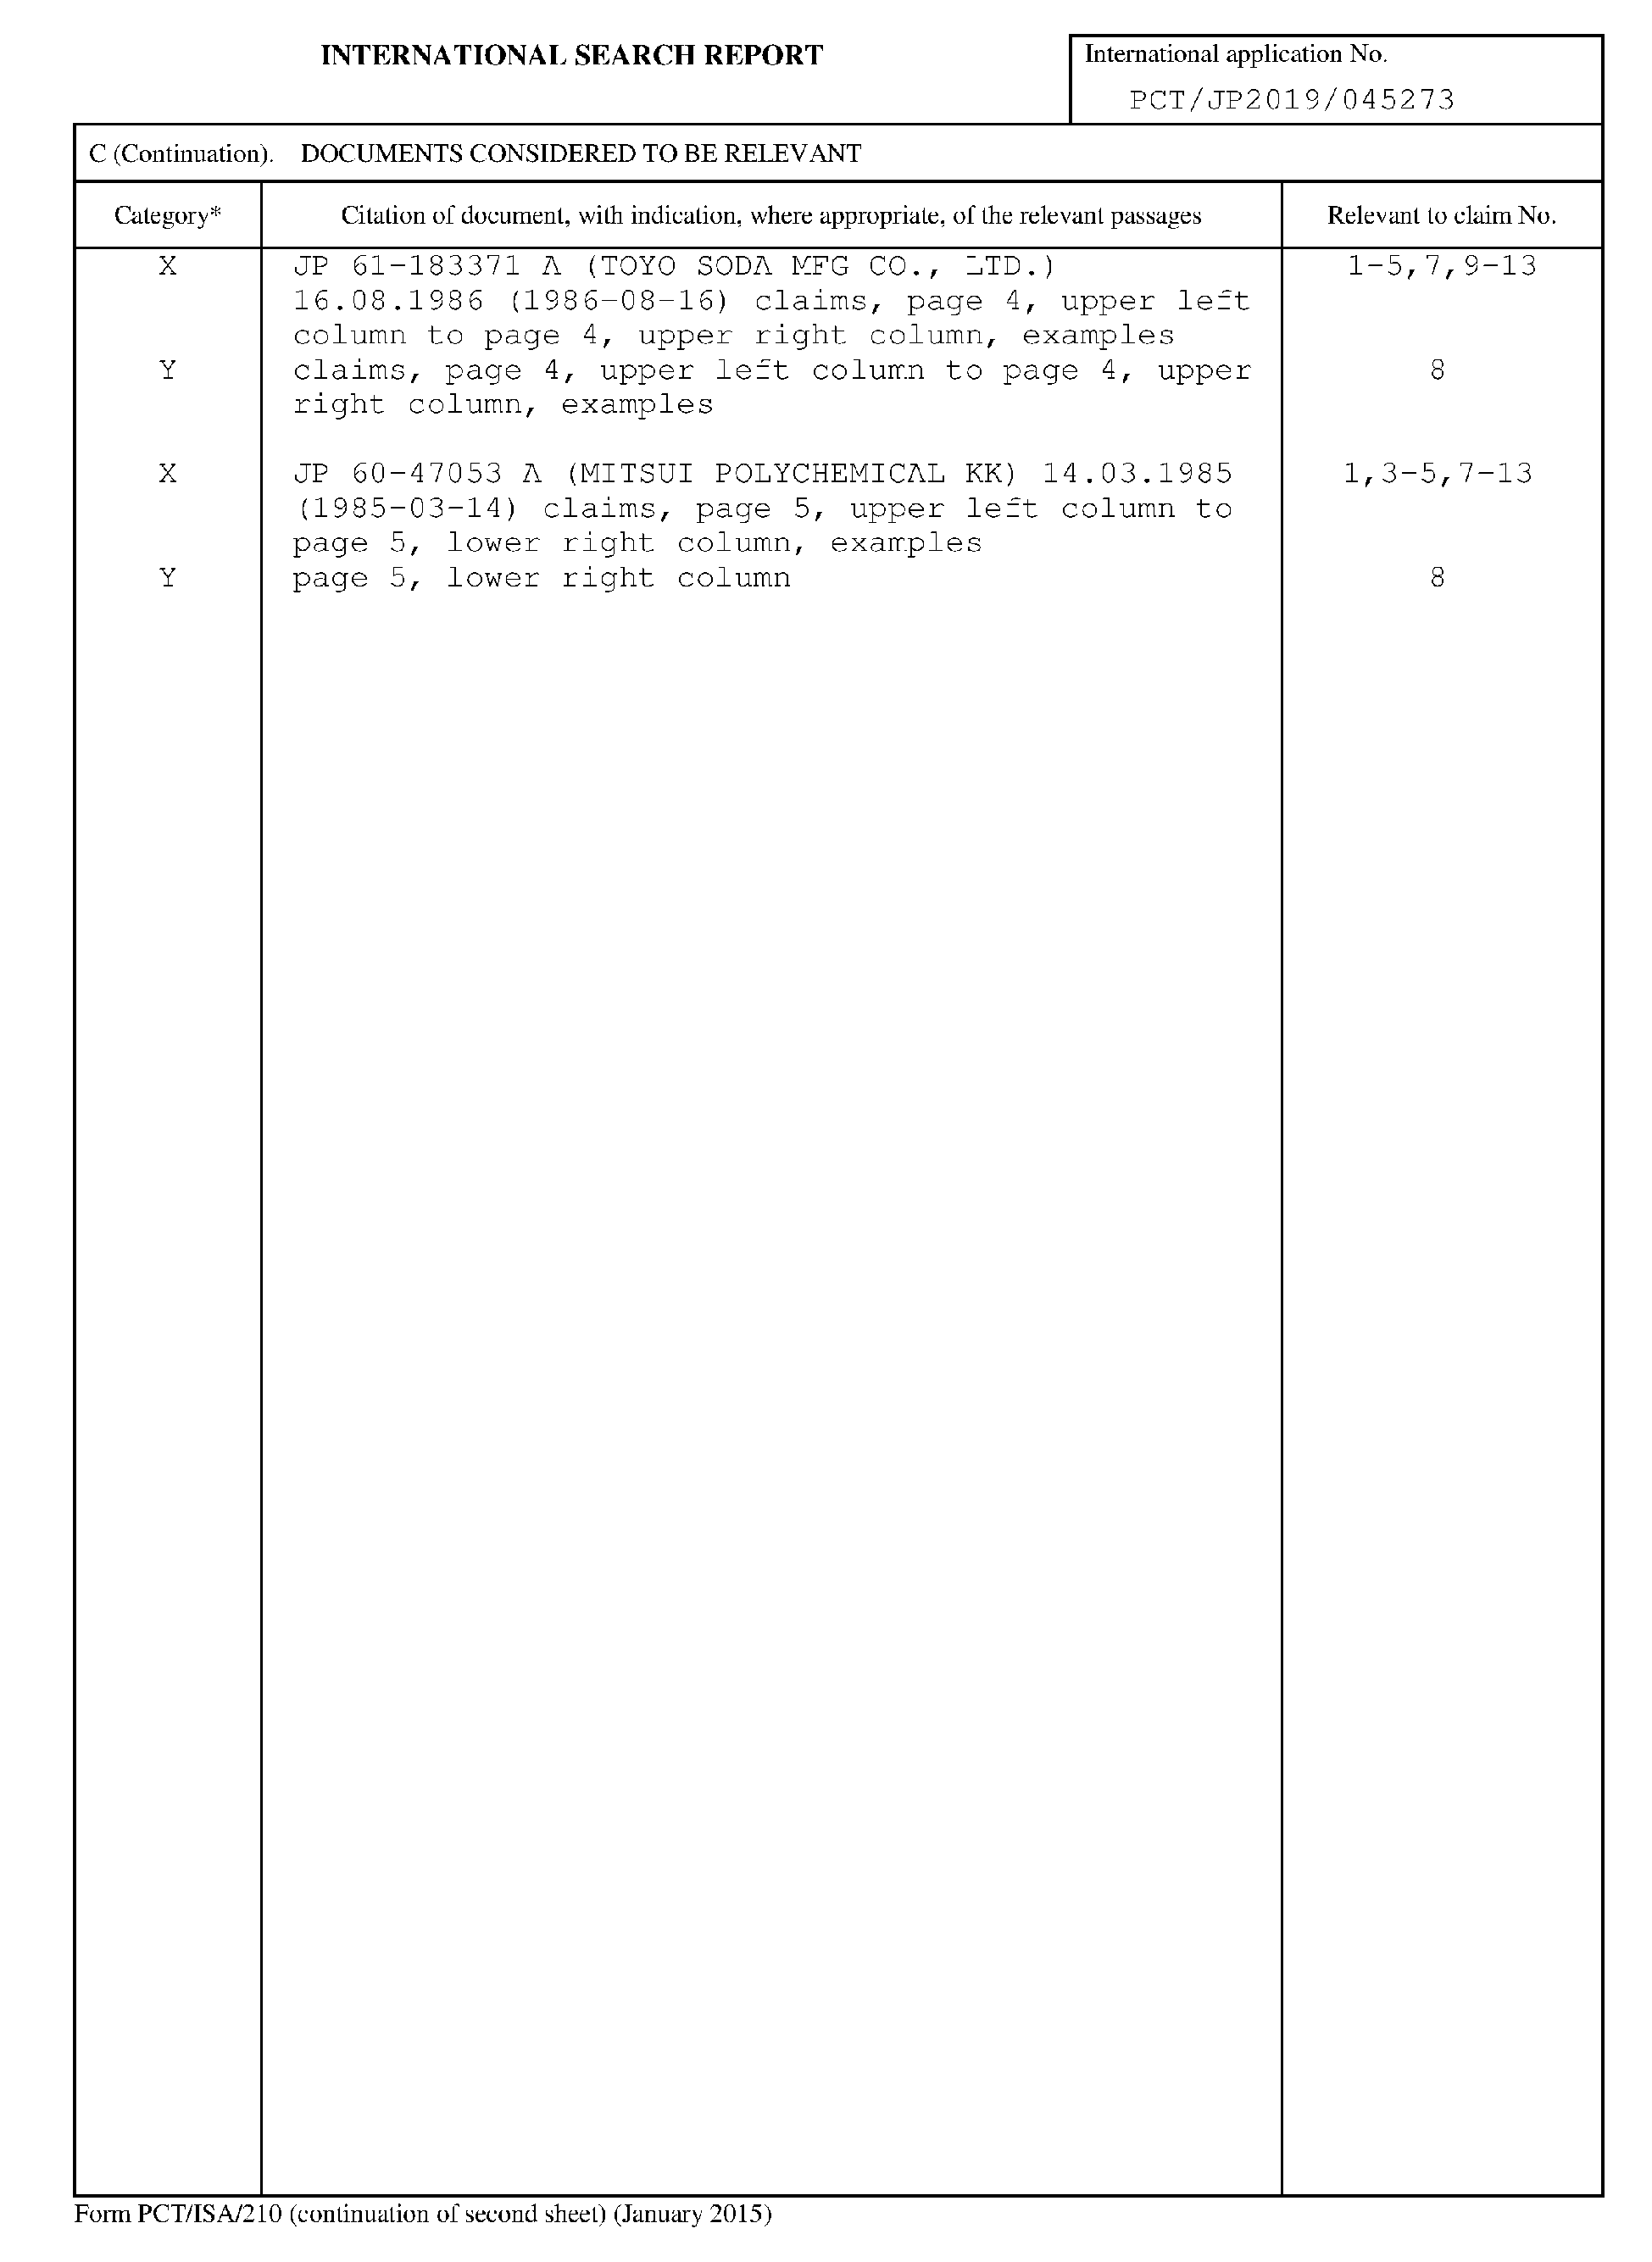 INTERNATIONAL SEARCH REPORT
International application No.
PCT/JP2019/045273
C (Continuation). DOCUMENTS CONSIDERED TO BE RELEVANT
Category* Citation of document, with indication, where appropriate, of the relevant passages Relevant to claim No.
X JP 61-183371 A (TOYO SODA MFG CO., LTD.) 1-5,7,9-13
16.08.1986 (1986-08-16) claims, page 4, upper left
column to page 4, upper right column, examples
Y claims, page 4, upper left column to page 4, upper 8
right column, examples
X JP 60-47053 A (MITSUI POLYCHEMICAL KK) 14.03.1985 1,3-5,7-13
(1985-03-14) claims, page 5, upper left column to
page 5, lower right column, examples
Y page 5, lower right column 8
Form PCT/ISA/210 (continuation of second sheet) (January 2015)